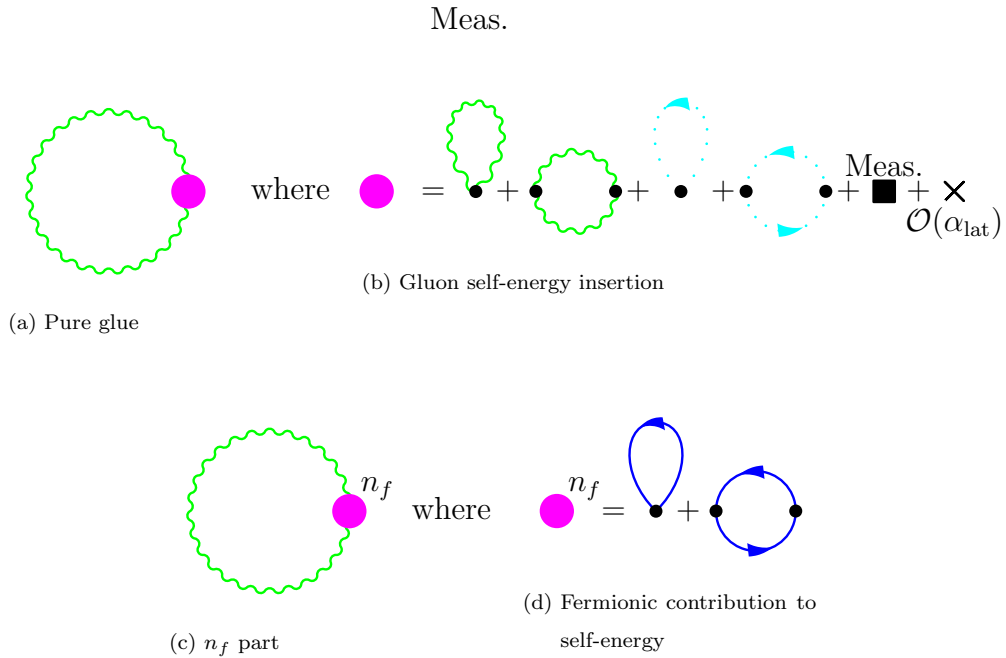 Meas.
where = + + + + Meas. + O(α_lat)
(b) Gluon self-energy insertion
(a) Pure glue
n_f where n_f = +
(d) Fermionic contribution to
self-energy
(c) n_f part